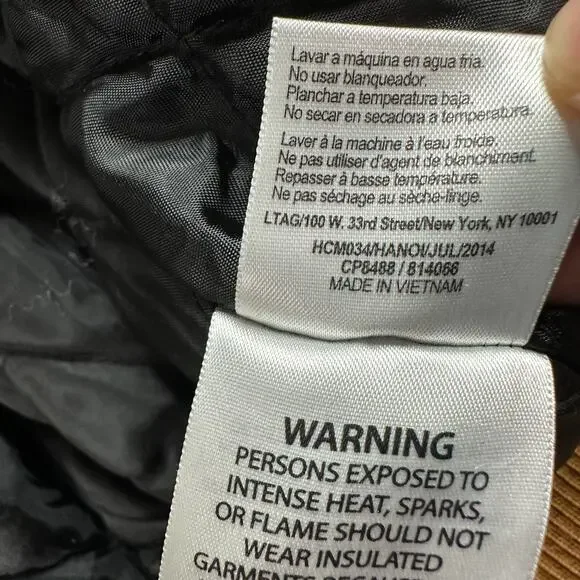 Lavar a máquina en agua fria.
No usar blanqueador.
Planchar a temperatura baja.
No secar en secadora a temperatura.
Laver à la machine à l'eau froide.
Ne pas utiliser d'agent de blanchiment.
Repasser à basse température.
Ne pas séchage au sèche-linge.
LTAG/100 W. 33rd Street/New York, NY 10001
HCM034/HANOI/JUL/2014
CP8488 / 814066
MADE IN VIETNAM
WARNING
PERSONS EXPOSED TO
INTENSE HEAT, SPARKS,
OR FLAME SHOULD NOT
WEAR INSULATED
GARMENTS